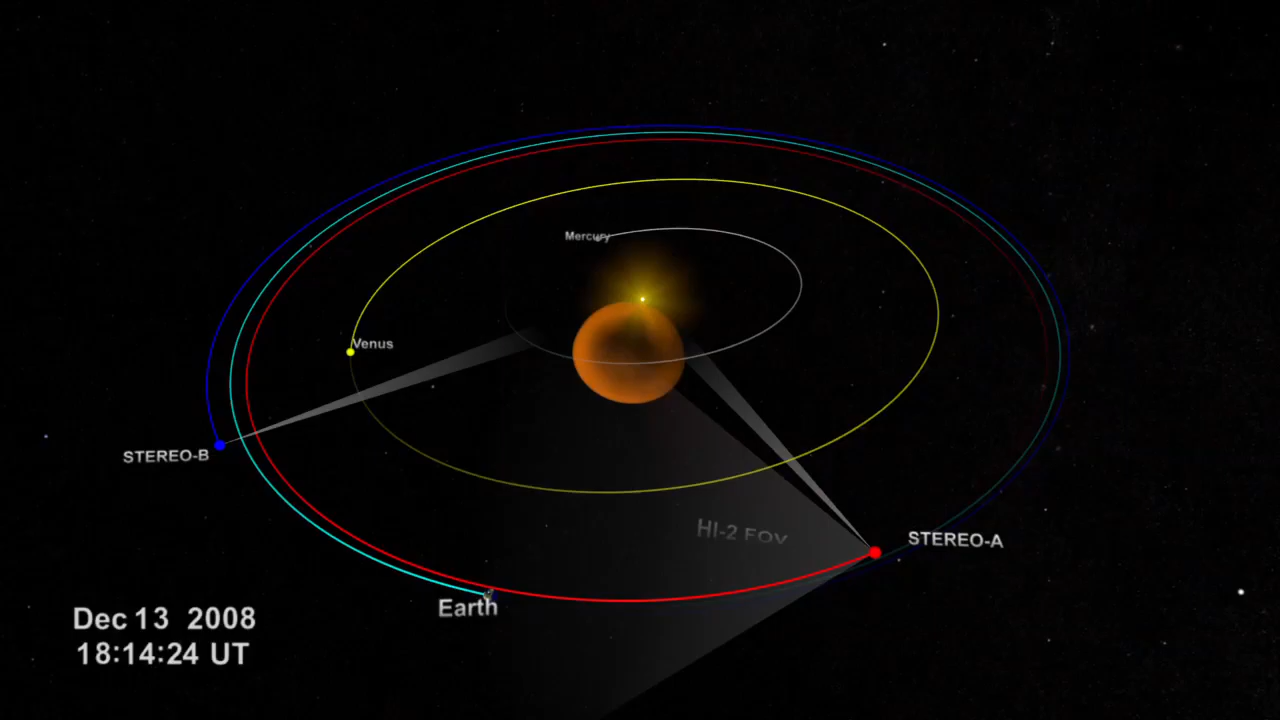 Mercury
Venus
STEREO-B
HI-2 FOV
STEREO-A
Earth
Dec 13 2008
18:14:24 UT